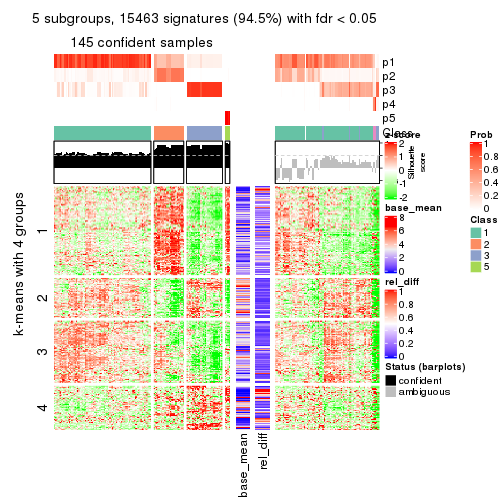 5 subgroups, 15463 signatures (94.5%) with fdr < 0.05
145 confident samples
p1
p2
p3
p4
p5
Class
Silhouette
score
k-means with 4 groups
1
2
3
4
base_mean
rel_diff
z-score
2
1
0
-1
-2
base_mean
8
6
4
2
0
rel_diff
1
0.8
0.6
0.4
0.2
0
Status (barplots)
confident
ambiguous
Prob
1
0.8
0.6
0.4
0.2
0
Class
1
2
3
5